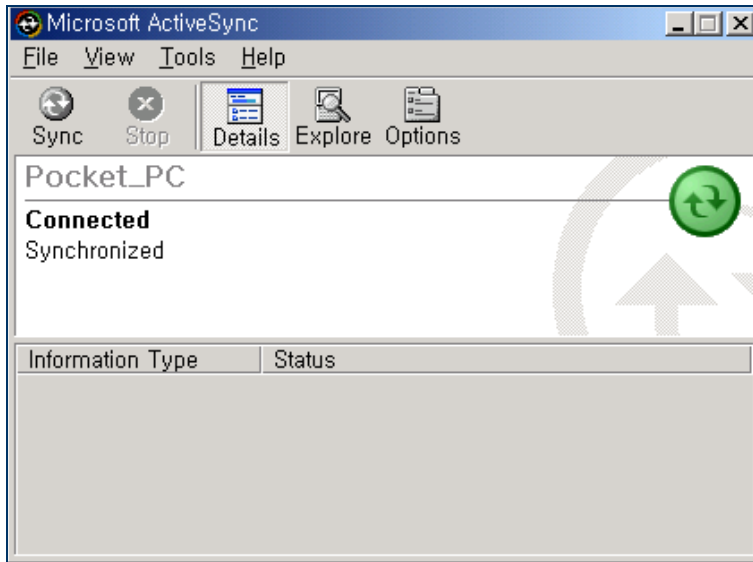 Microsoft ActiveSync
File View Tools Help
Sync Stop Details Explore Options
Pocket_PC
Connected
Synchronized
Information Type Status